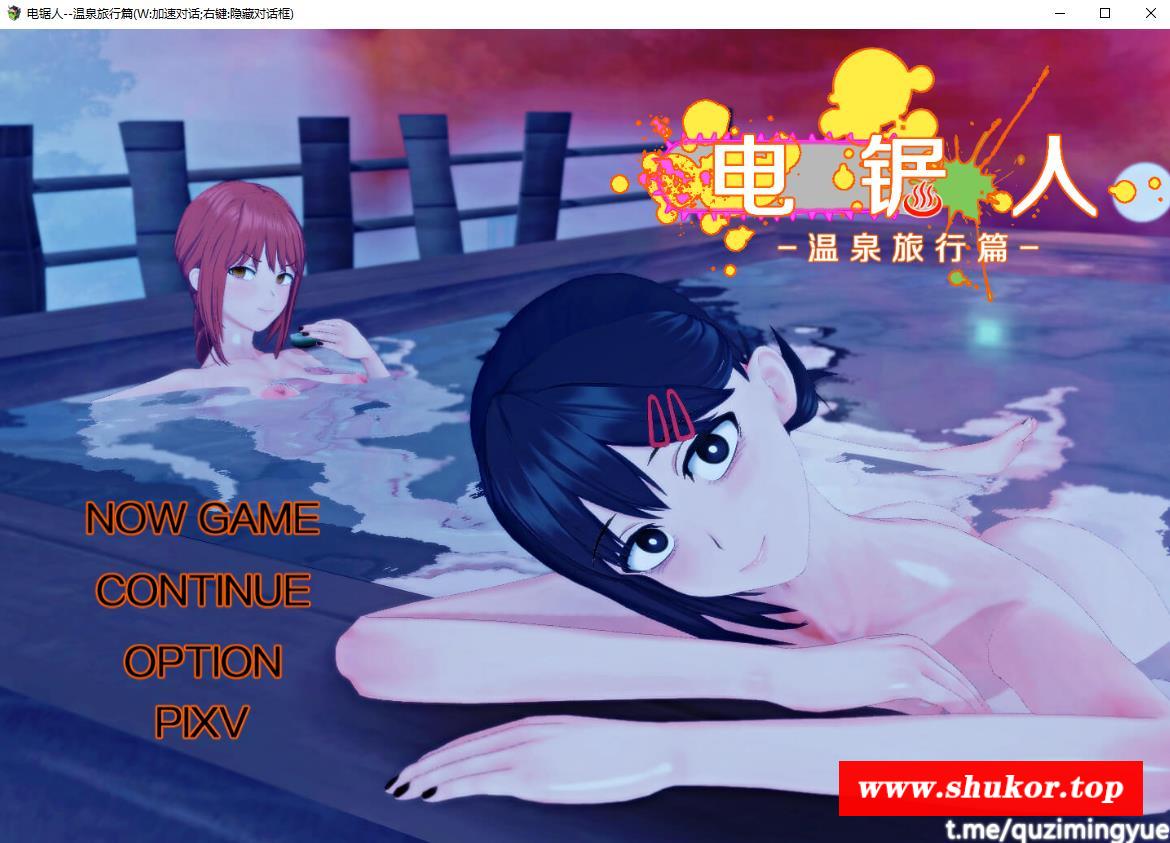 电锯人--温泉旅行篇(W:加速对话;右键:隐藏对话框)
电锯人
－温泉旅行篇－
NOW GAME
CONTINUE
OPTION
PIXV
www.shukor.top
t.me/quzimingyue